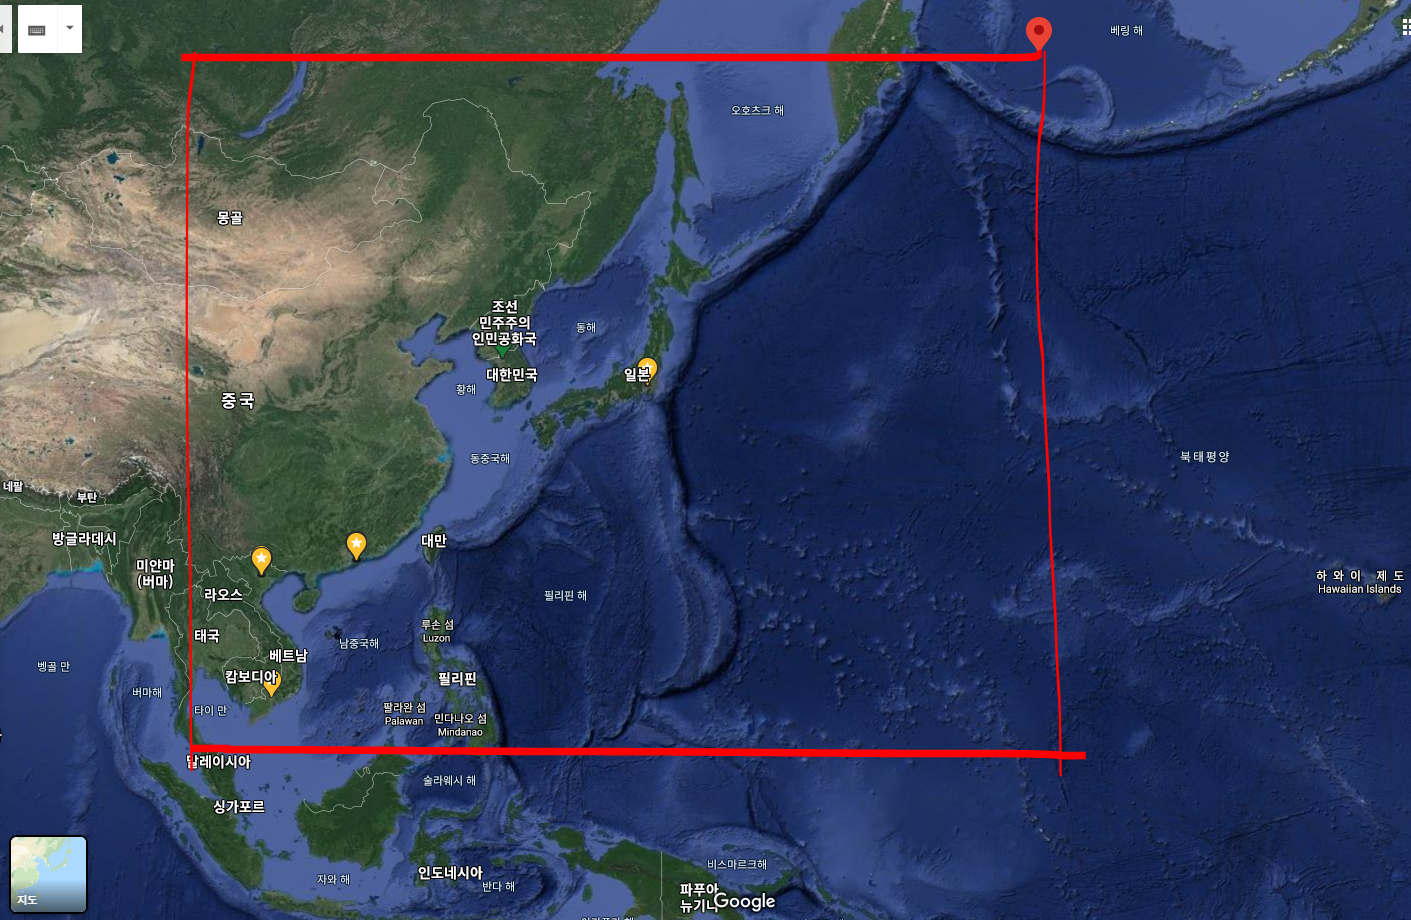 베링 해
오호츠크 해
몽골
조선
민주주의
인민공화국
동해
대한민국
일본
황해
중국
동중국해
북태평양
네팔
부탄
방글라데시
대만
미얀마
(버마)
하와이 제도
Hawaiian Islands
라오스
필리핀 해
루손 섬
Luzon
태국
남중국해
베트남
벵골 만
캄보디아
필리핀
버마해
타이 만
팔라완 섬
Palawan
민다나오 섬
Mindanao
말레이시아
술라웨시 해
싱가포르
비스마르크해
인도네시아
자와 해
반다 해
파푸아
뉴기니
Google
지도